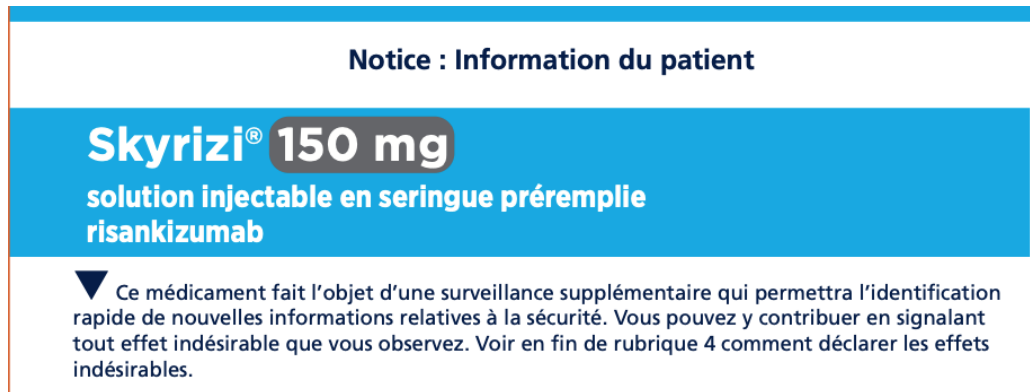 Notice : Information du patient
Skyrizi® 150 mg
solution injectable en seringue préremplie
risankizumab
▼ Ce médicament fait l’objet d’une surveillance supplémentaire qui permettra l’identification
rapide de nouvelles informations relatives à la sécurité. Vous pouvez y contribuer en signalant
tout effet indésirable que vous observez. Voir en fin de rubrique 4 comment déclarer les effets
indésirables.